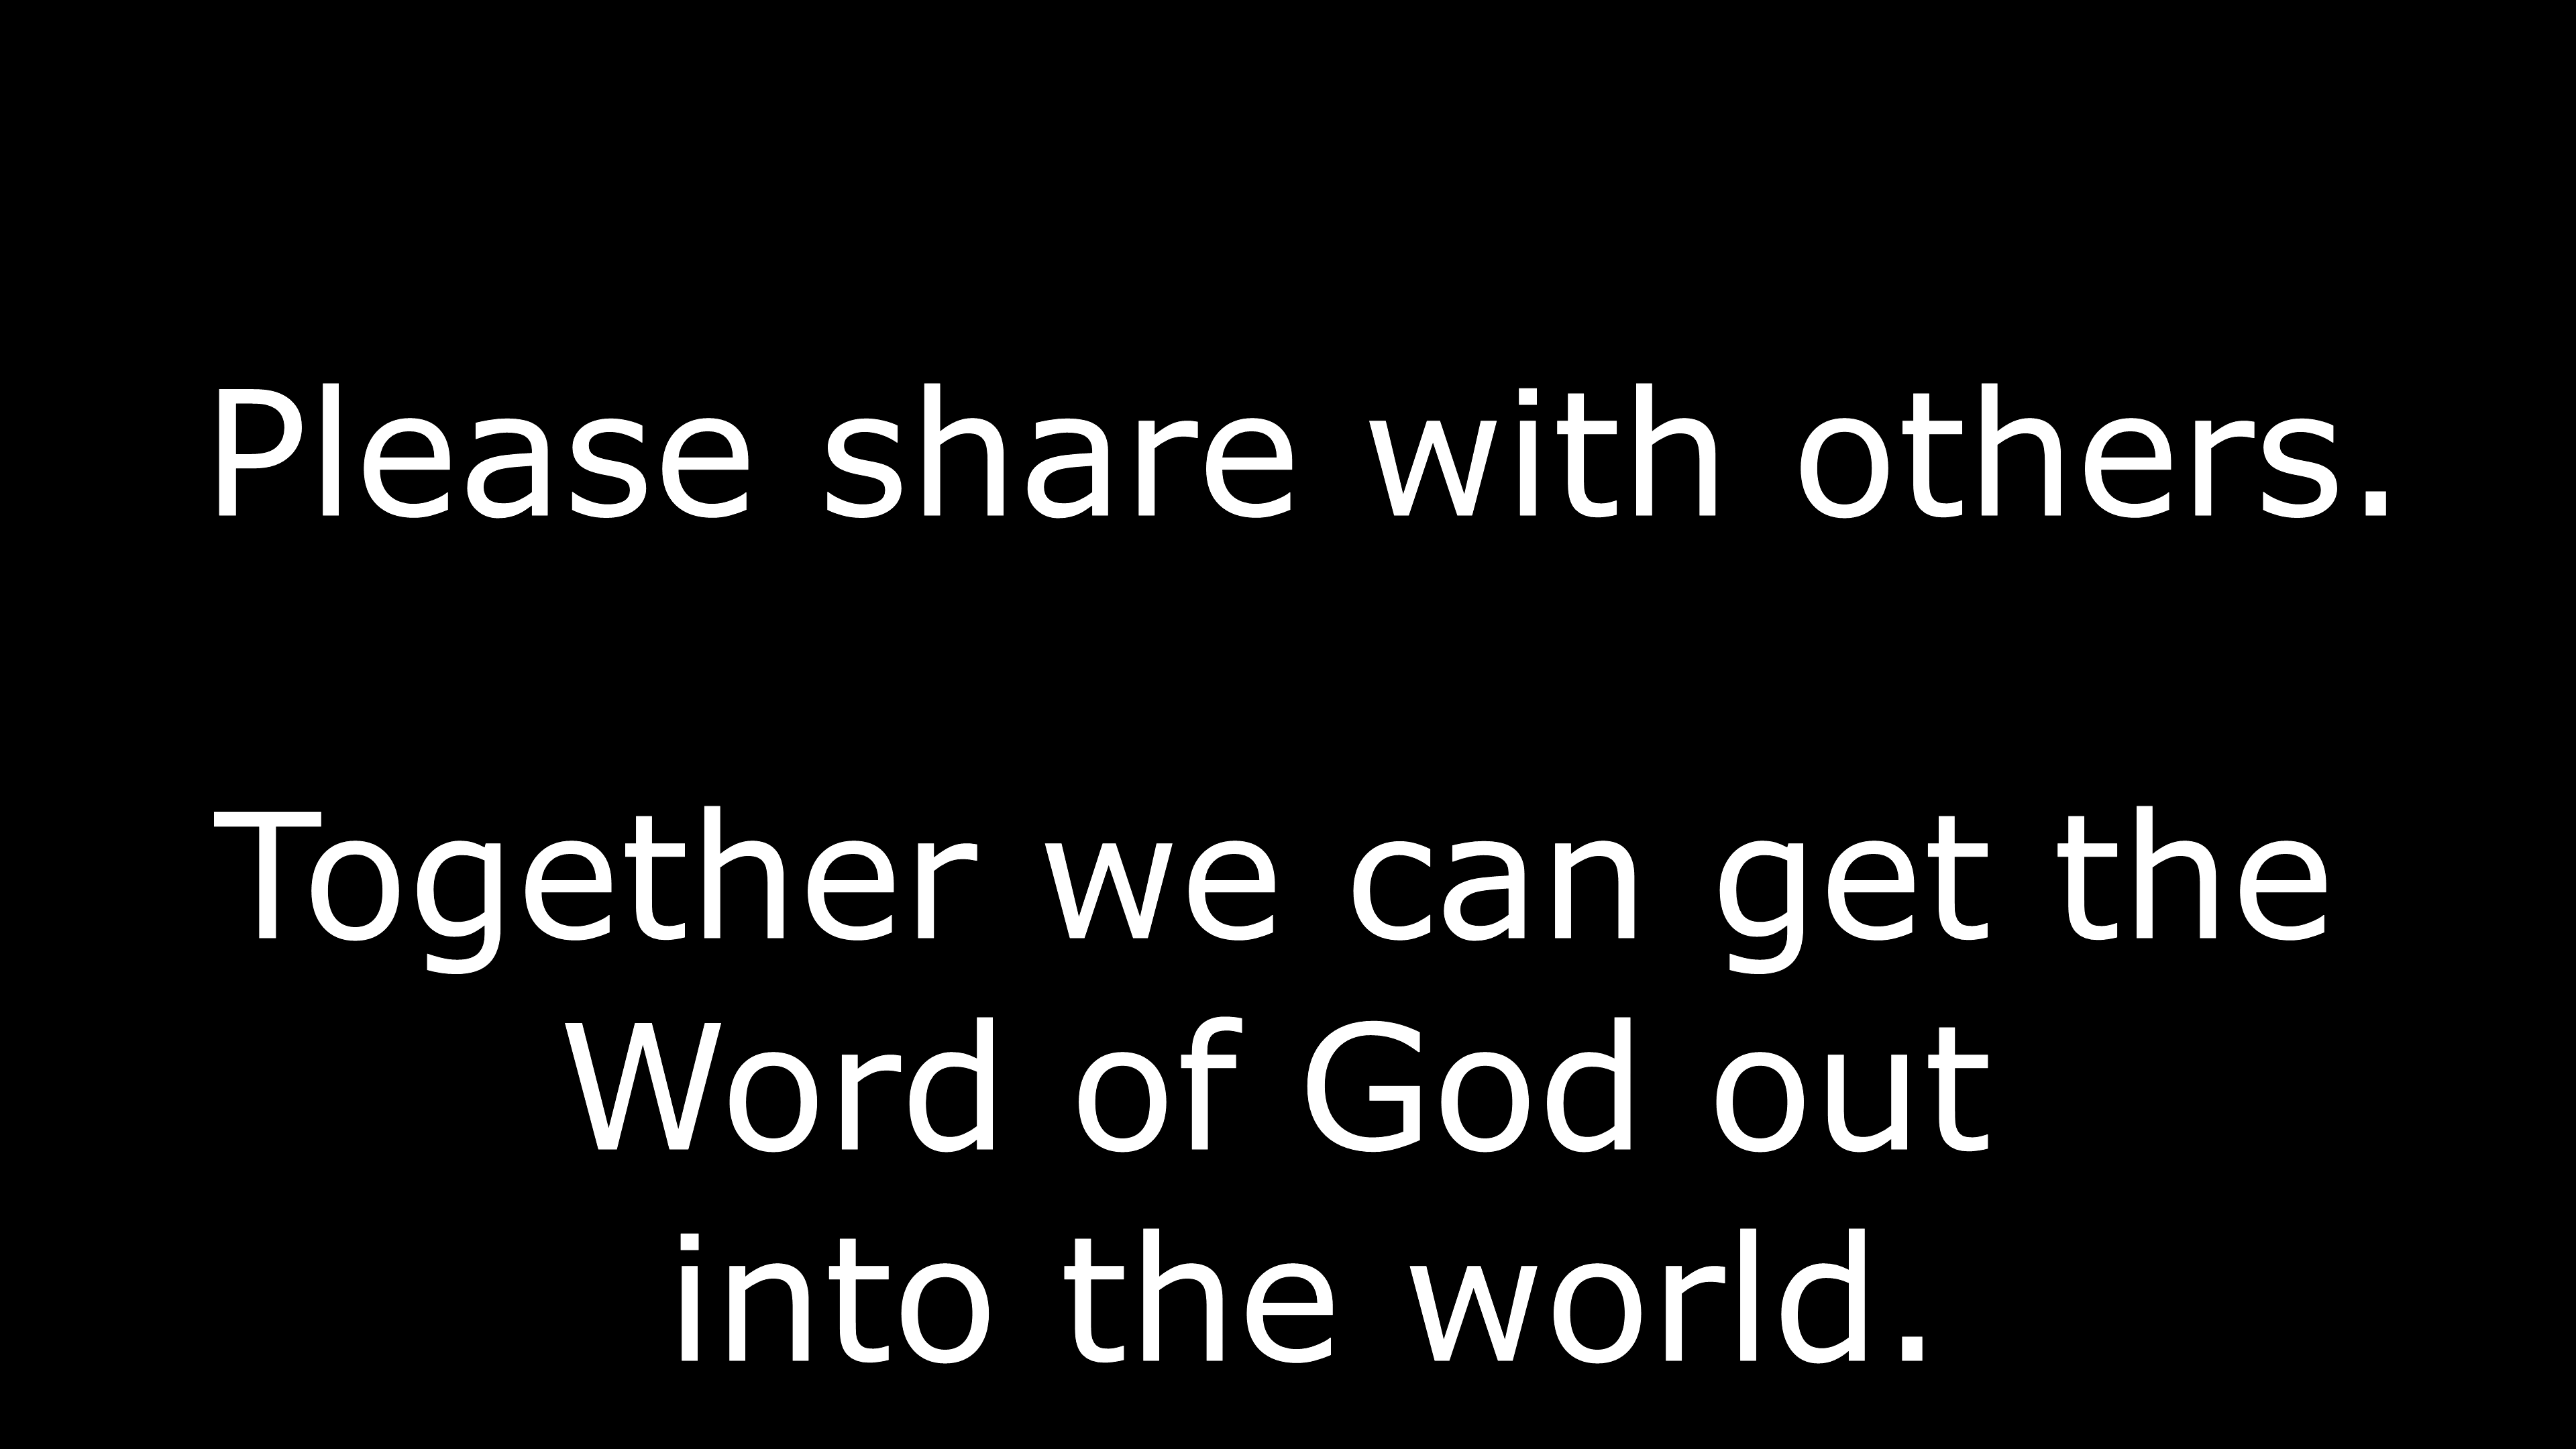 Please share with others.
Together we can get the
Word of God out
into the world.